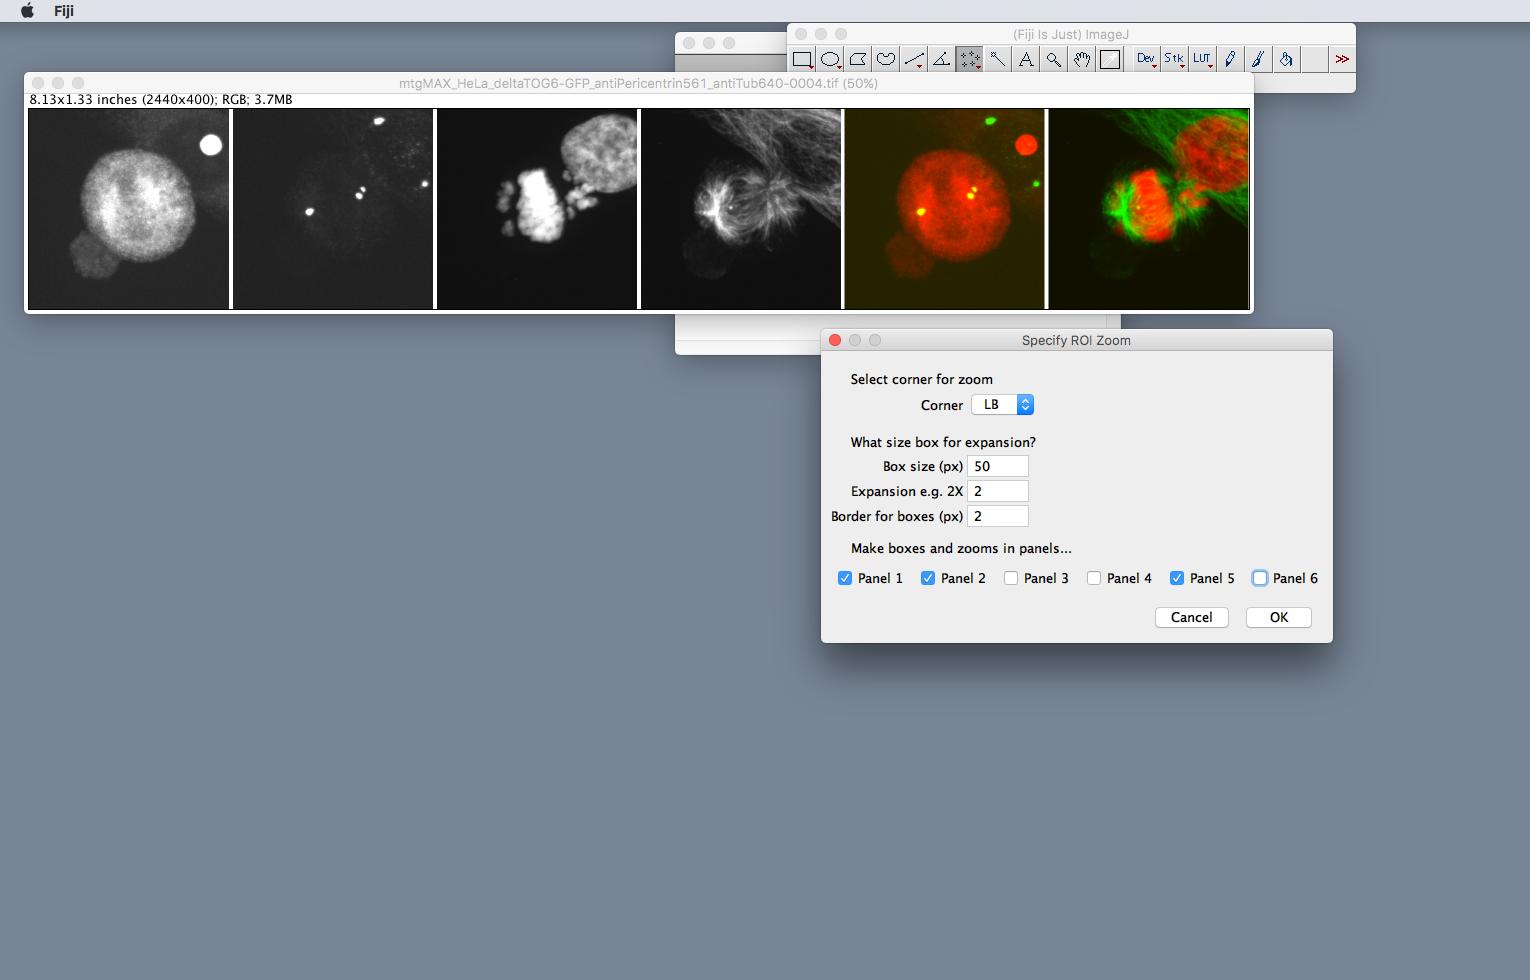 Fiji
(Fiji Is Just) ImageJ
A Dev Stk LUT >>
mtgMAX_HeLa_deltaTOG6-GFP_antiPericentrin561_antiTub640-0004.tif (50%)
8.13x1.33 inches (2440x400); RGB; 3.7MB
Specify ROI Zoom
Select corner for zoom
Corner LB
What size box for expansion?
Box size (px) 50
Expansion e.g. 2X 2
Border for boxes (px) 2
Make boxes and zooms in panels...
Panel 1 Panel 2 Panel 3 Panel 4 Panel 5 Panel 6
Cancel OK